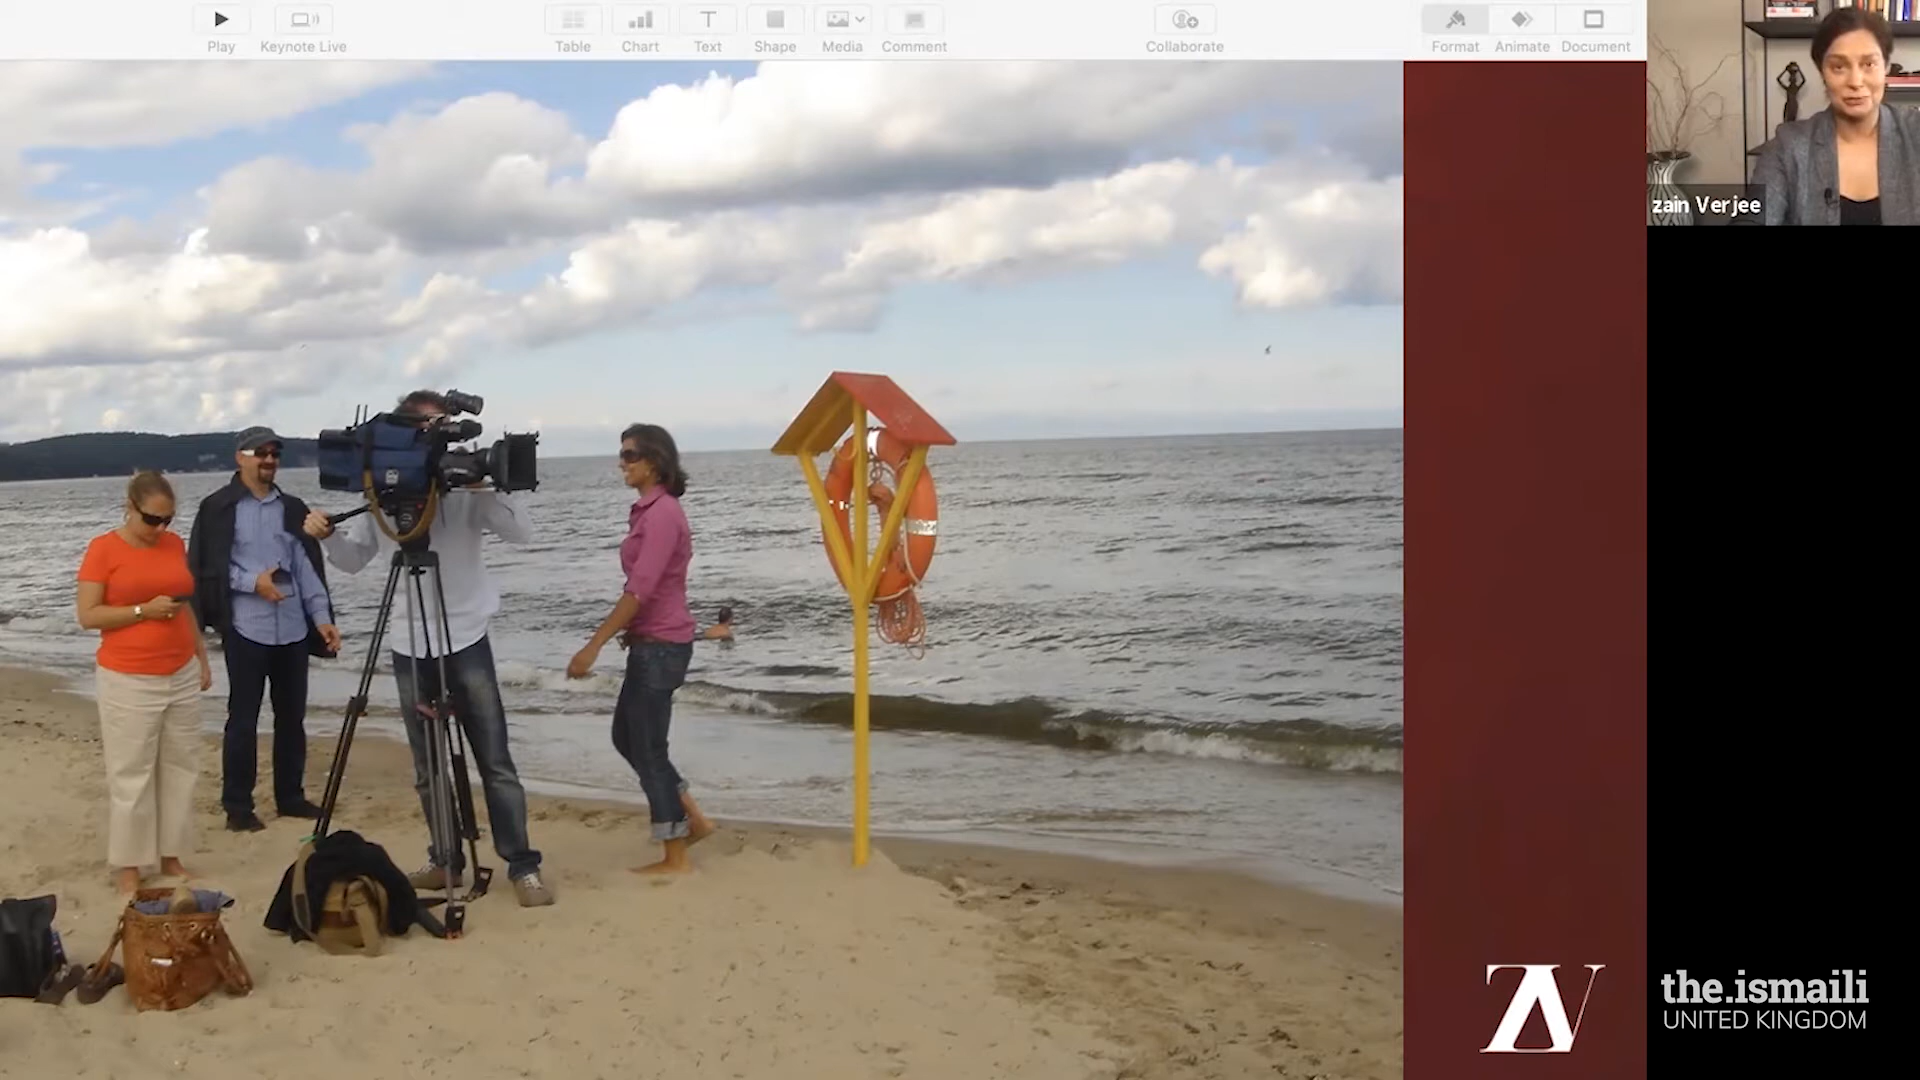 Play
Keynote Live
Table
Chart
Text
Shape
Media
Comment
Collaborate
Format
Animate
Document
zain Verjee
ZV
the.ismaili
UNITED KINGDOM